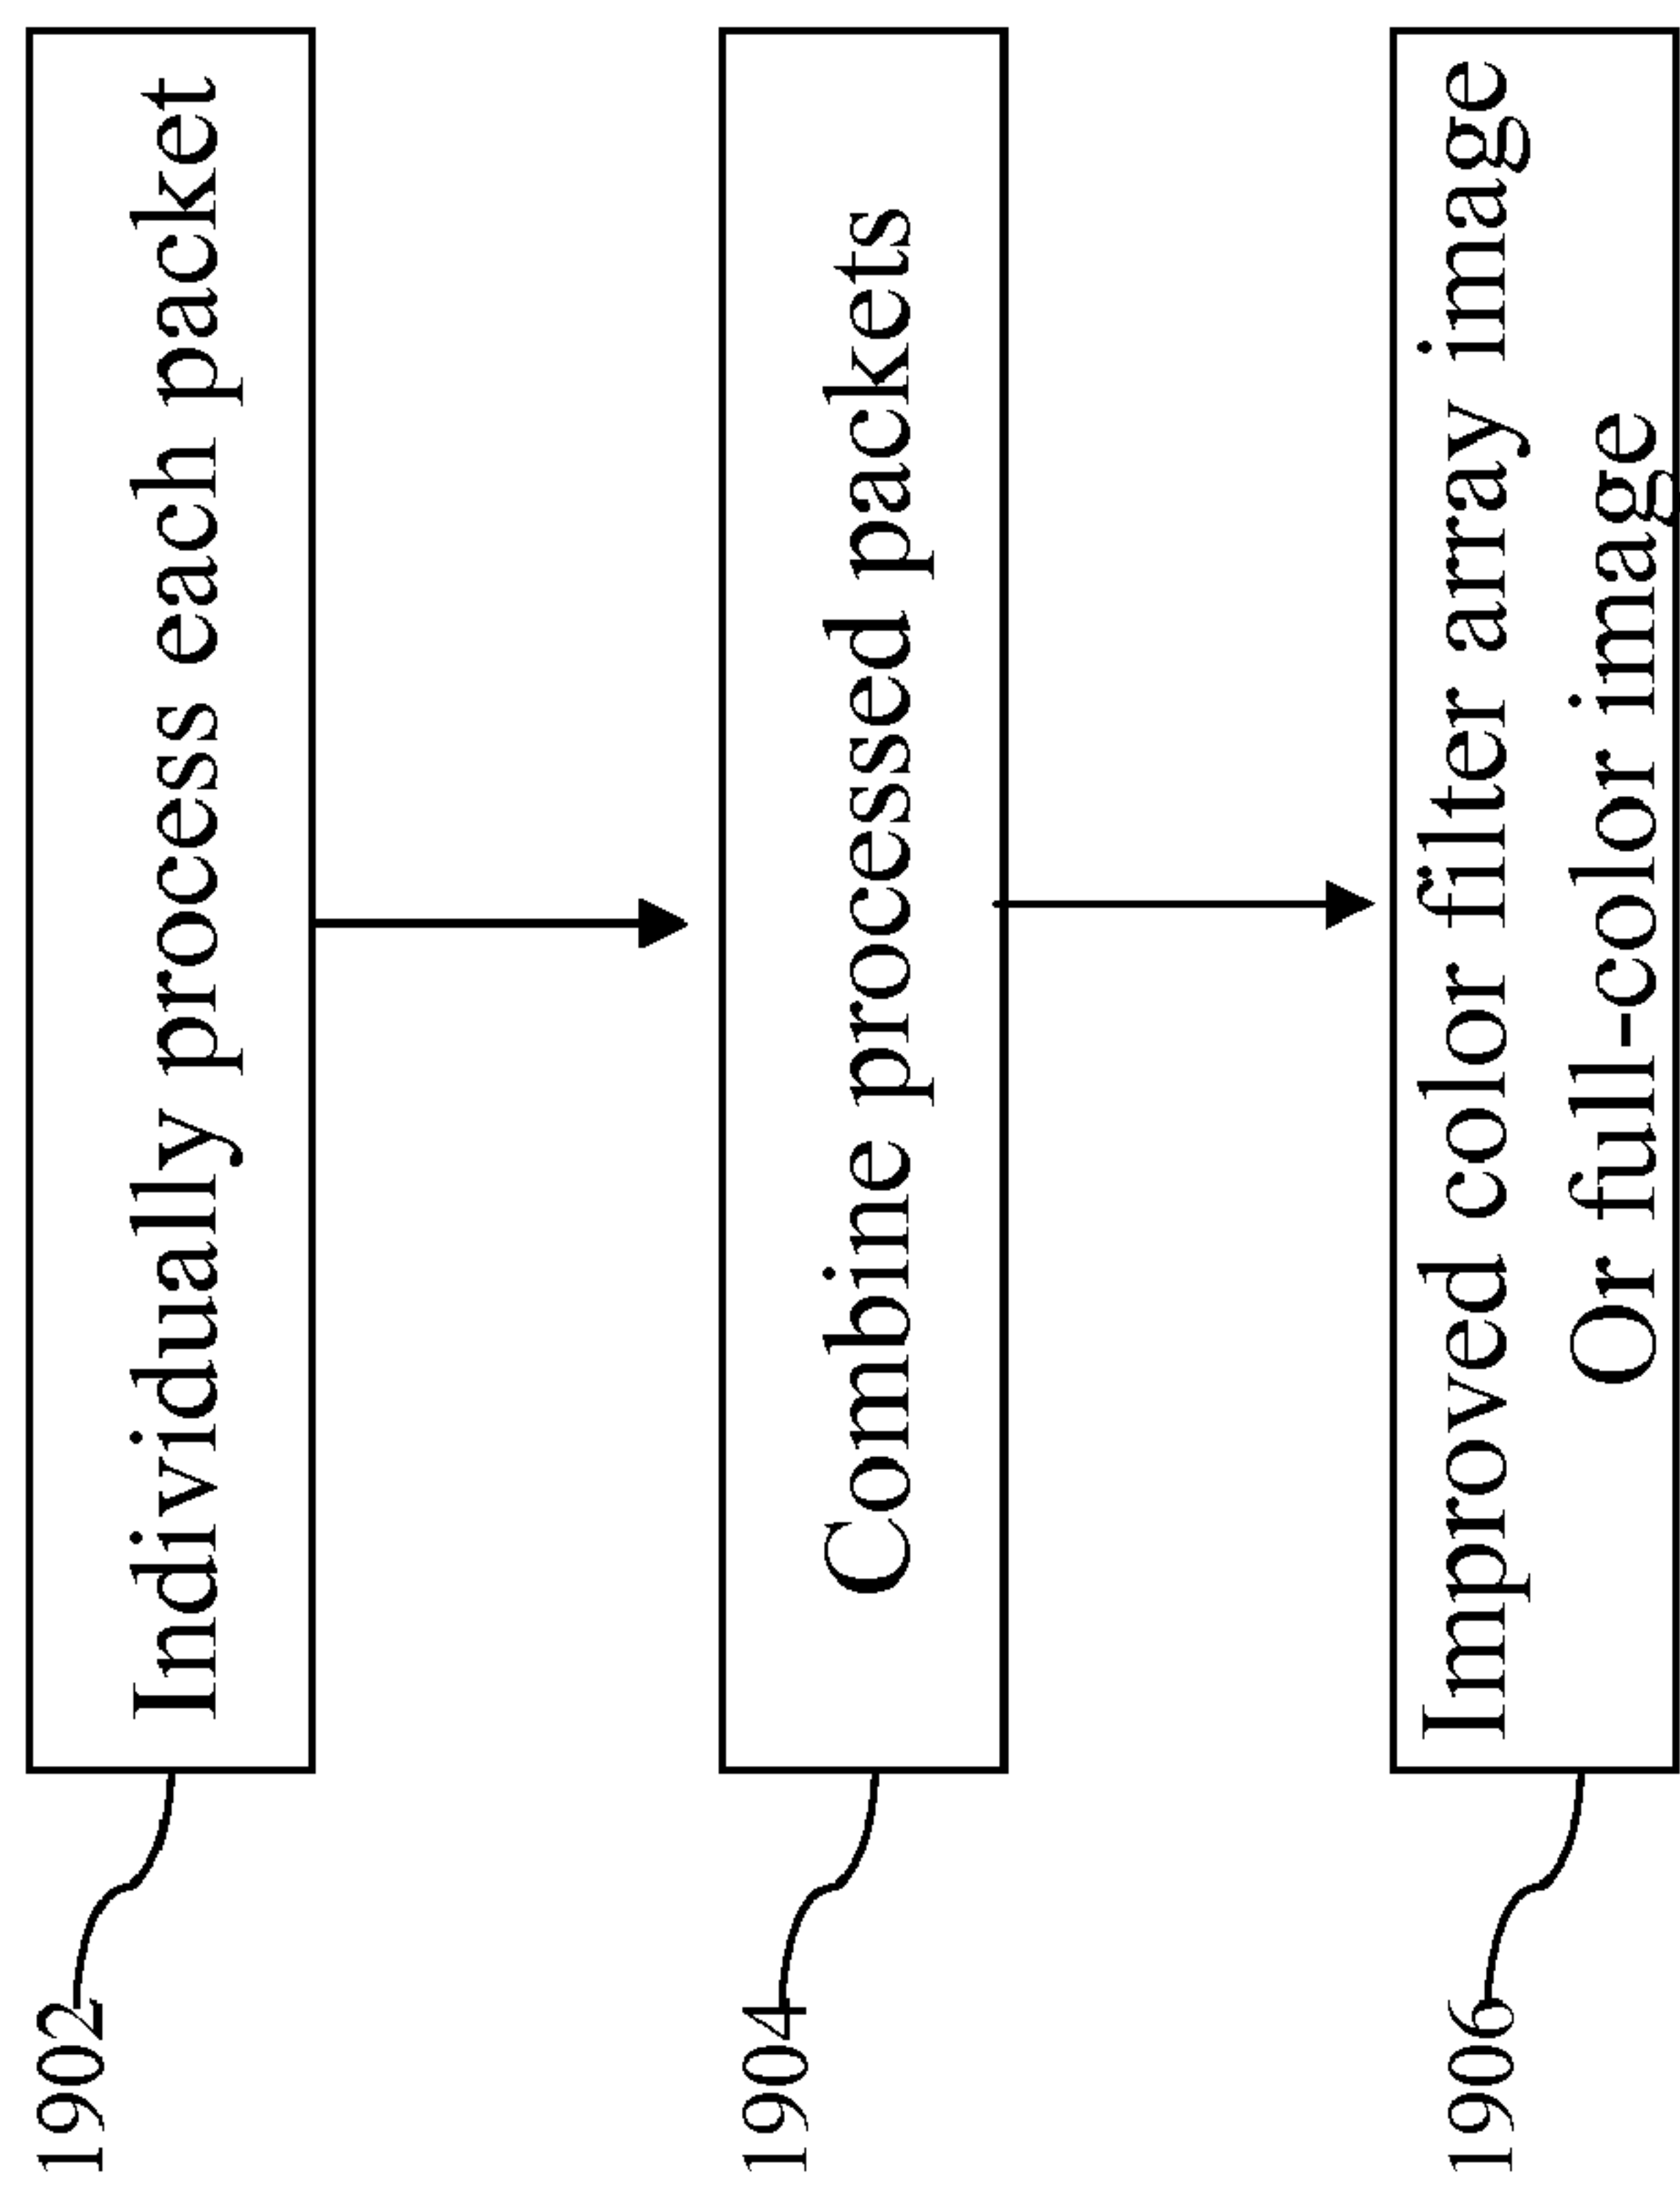 1902
Individually process each packet
1904
Combine processed packets
1906
Improved color filter array image
Or full-color image